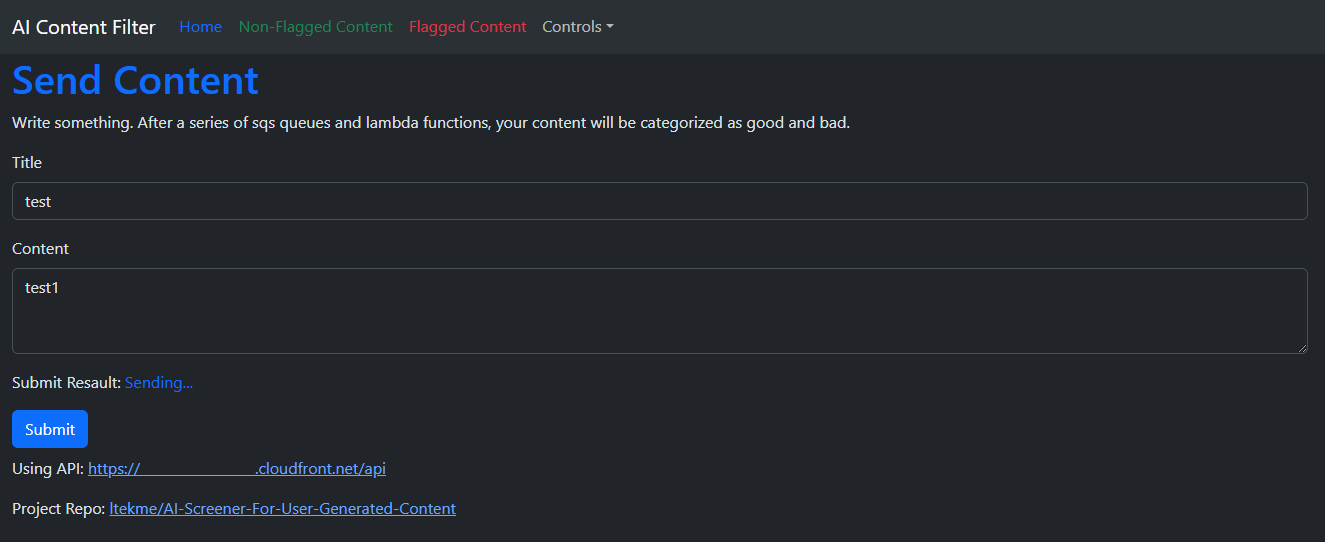 AI Content Filter Home Non-Flagged Content Flagged Content Controls
Send Content
Write something. After a series of sqs queues and lambda functions, your content will be categorized as good and bad.
Title
test
Content
test1
Submit Resault: Sending...
Submit
Using API: https:// .cloudfront.net/api
Project Repo: ltekme/AI-Screener-For-User-Generated-Content